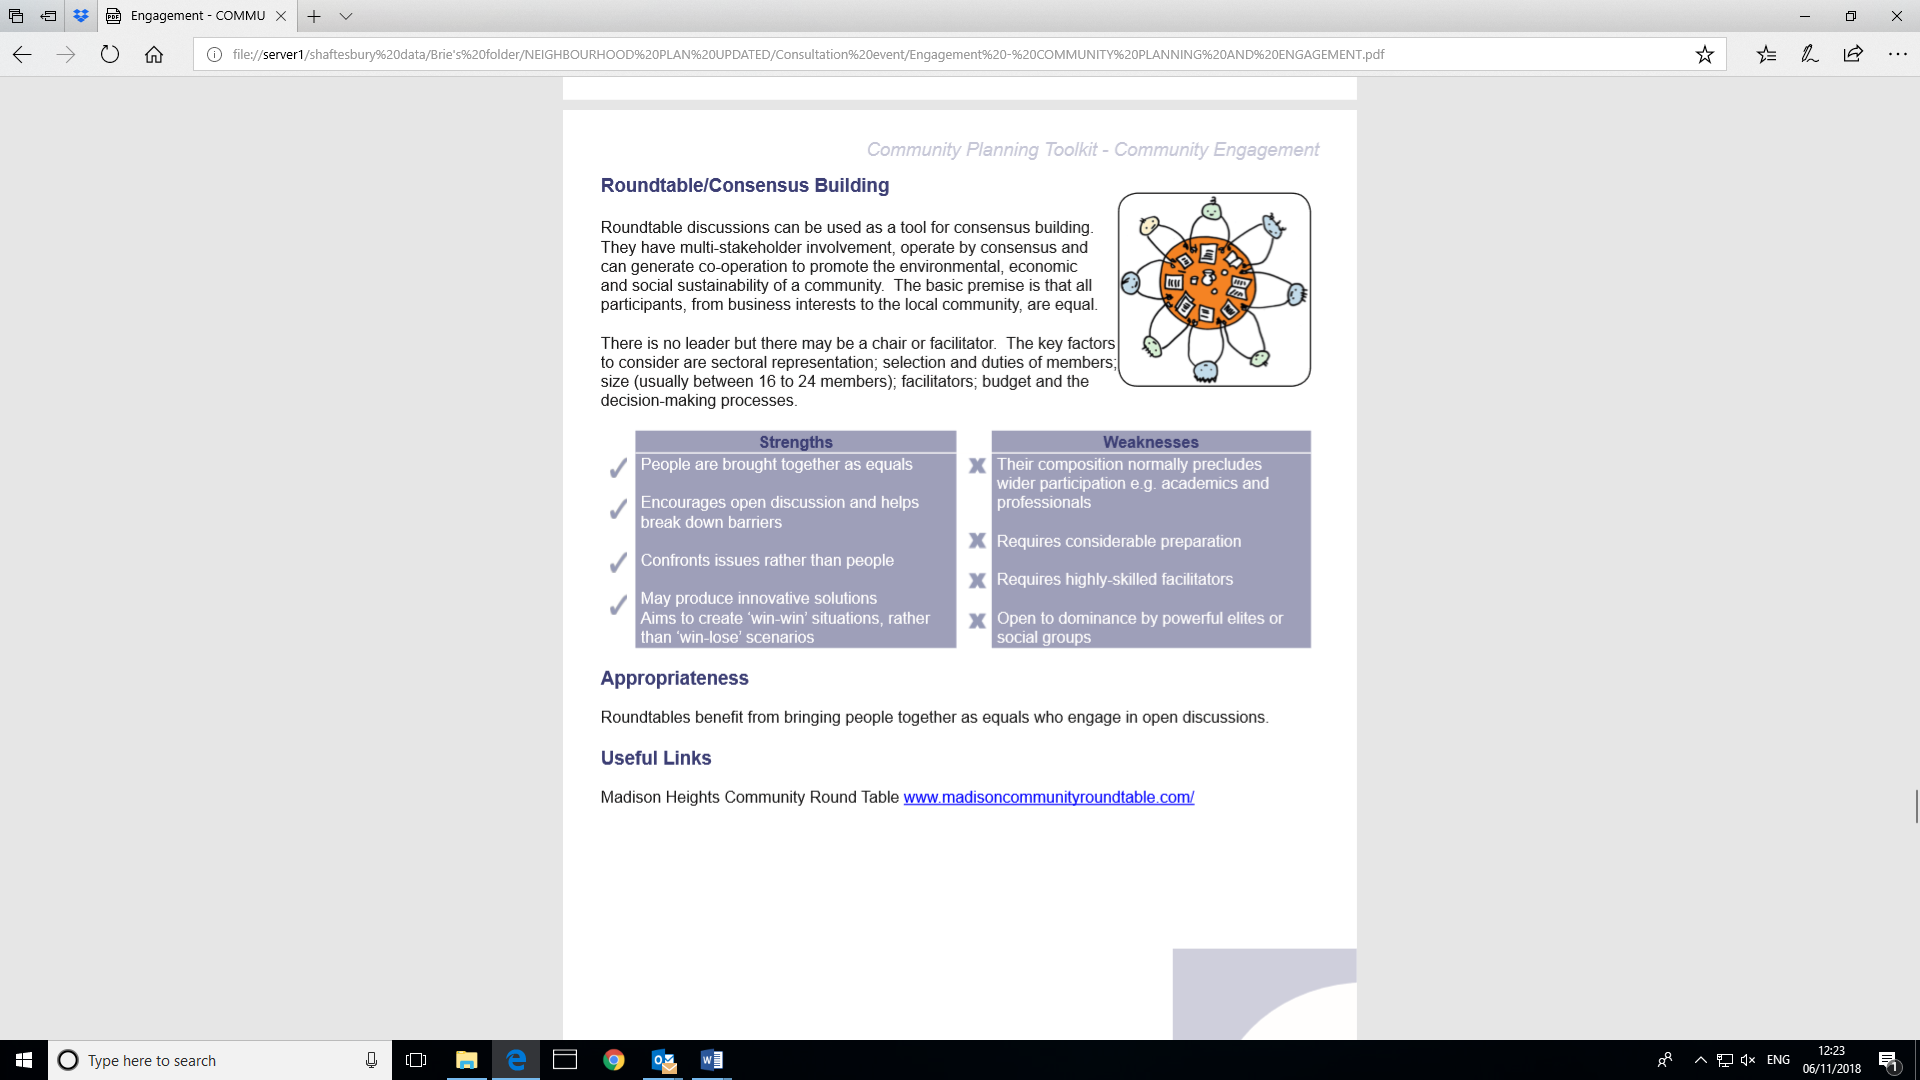 Engagement - COMMU
file://server1/shaftesbury%20data/Brie's%20folder/NEIGHBOURHOOD%20PLAN%20UPDATED/Consultation%20event/Engagement%20-%20COMMUNITY%20PLANNING%20AND%20ENGAGEMENT.pdf
Community Planning Toolkit - Community Engagement
Roundtable/Consensus Building
Roundtable discussions can be used as a tool for consensus building.
They have multi-stakeholder involvement, operate by consensus and
can generate co-operation to promote the environmental, economic
and social sustainability of a community. The basic premise is that all
participants, from business interests to the local community, are equal.
There is no leader but there may be a chair or facilitator. The key factors
to consider are sectoral representation; selection and duties of members;
size (usually between 16 to 24 members); facilitators; budget and the
decision-making processes.
Strengths
People are brought together as equals
Encourages open discussion and helps
break down barriers
Confronts issues rather than people
May produce innovative solutions
Aims to create ‘win-win’ situations, rather
than ‘win-lose’ scenarios
Weaknesses
Their composition normally precludes
wider participation e.g. academics and
professionals
Requires considerable preparation
Requires highly-skilled facilitators
Open to dominance by powerful elites or
social groups
Appropriateness
Roundtables benefit from bringing people together as equals who engage in open discussions.
Useful Links
Madison Heights Community Round Table www.madisoncommunityroundtable.com/
Type here to search
ENG
12:23
06/11/2018
1